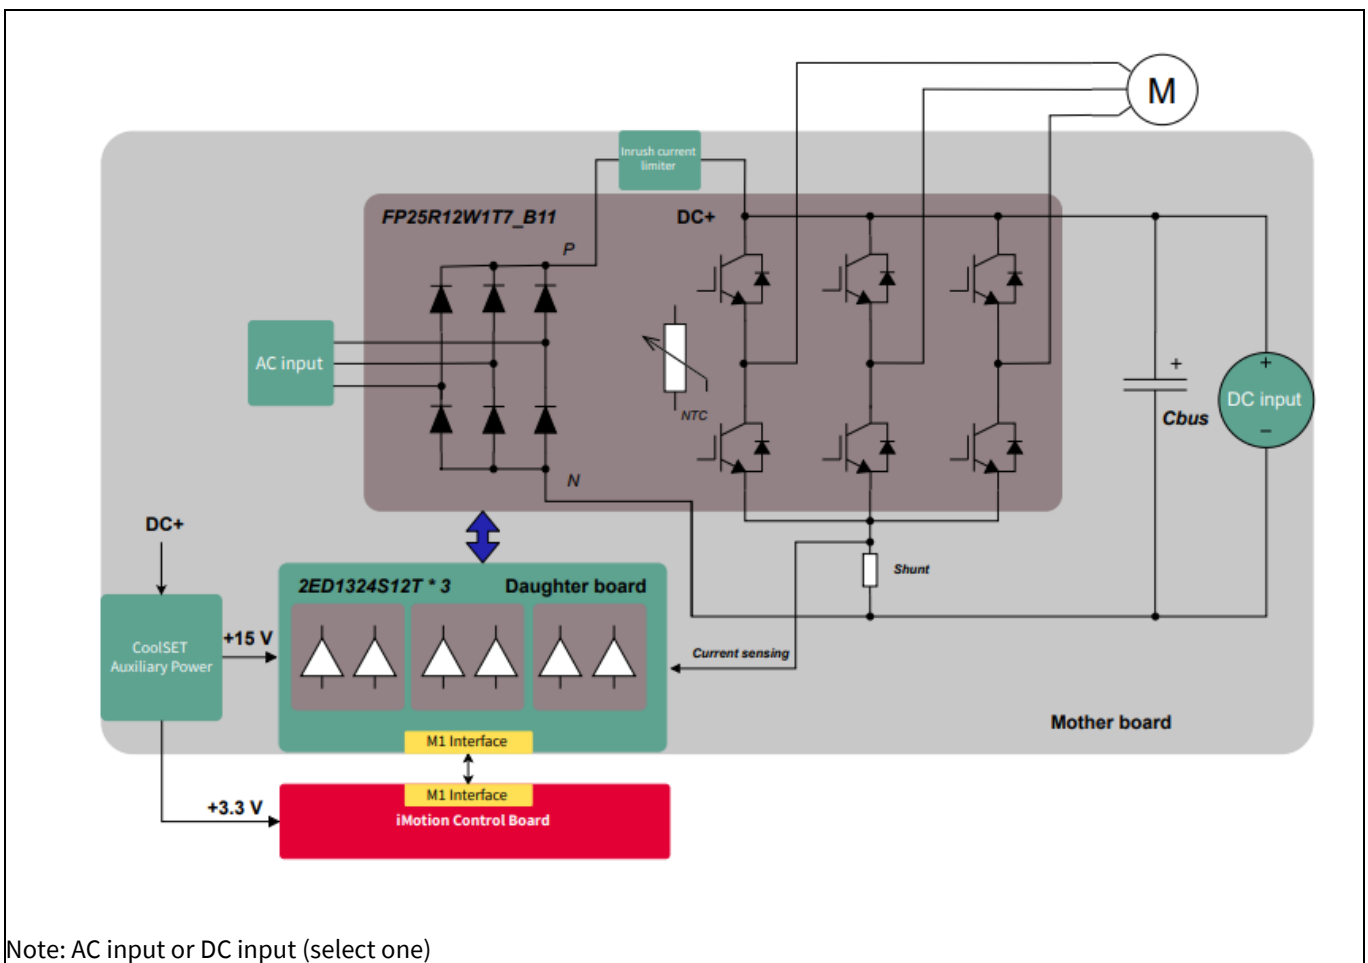 M
Inrush current
limiter
FP25R12W1T7_B11
DC+
P
AC input
NTC
+
Cbus
+
DC input
−
N
DC+
Shunt
2ED1324S12T * 3
Daughter board
CoolSET
Auxiliary Power
+15 V
Current sensing
Mother board
M1 Interface
M1 Interface
+3.3 V
iMotion Control Board
Note: AC input or DC input (select one)